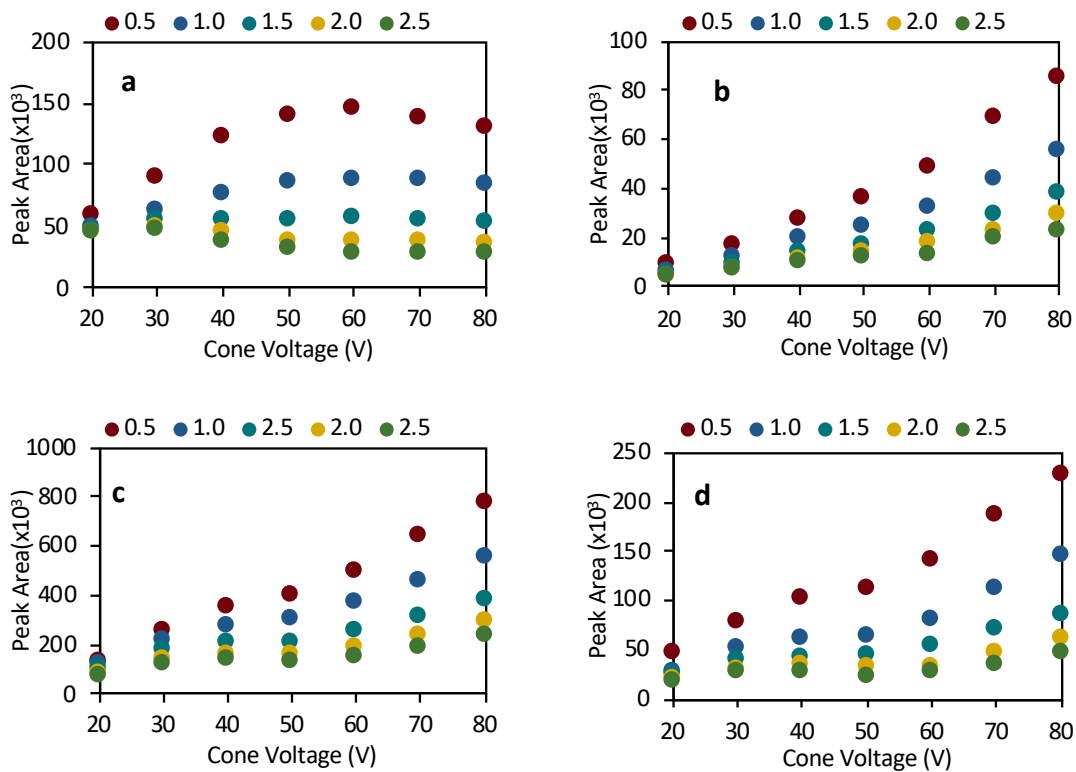 0.5 1.0 1.5 2.0 2.5
200
150
100
50
0
Peak Area(x10³)
a
20 30 40 50 60 70 80
Cone Voltage (V)
0.5 1.0 1.5 2.0 2.5
100
80
60
40
20
0
Peak Area(x10³)
b
20 30 40 50 60 70 80
Cone Voltage (V)
0.5 1.0 2.5 2.0 2.5
1000
800
600
400
200
0
Peak Area(x10³)
c
20 30 40 50 60 70 80
Cone Voltage (V)
0.5 1.0 1.5 2.0 2.5
250
200
150
100
50
0
Peak Area (x10³)
d
20 30 40 50 60 70 80
Cone Voltage (V)